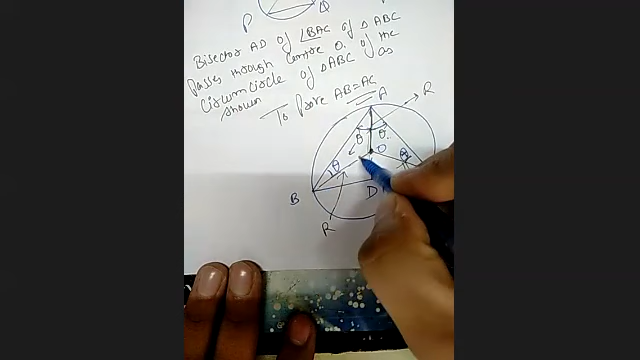 P Q
Bisector AD of ∠BAC of Δ ABC
passes through Centre O. of the
Circumcircle of ΔABC as
shown
To Prove AB=AC
A
R
θ θ
O
θ θ
B
D
R